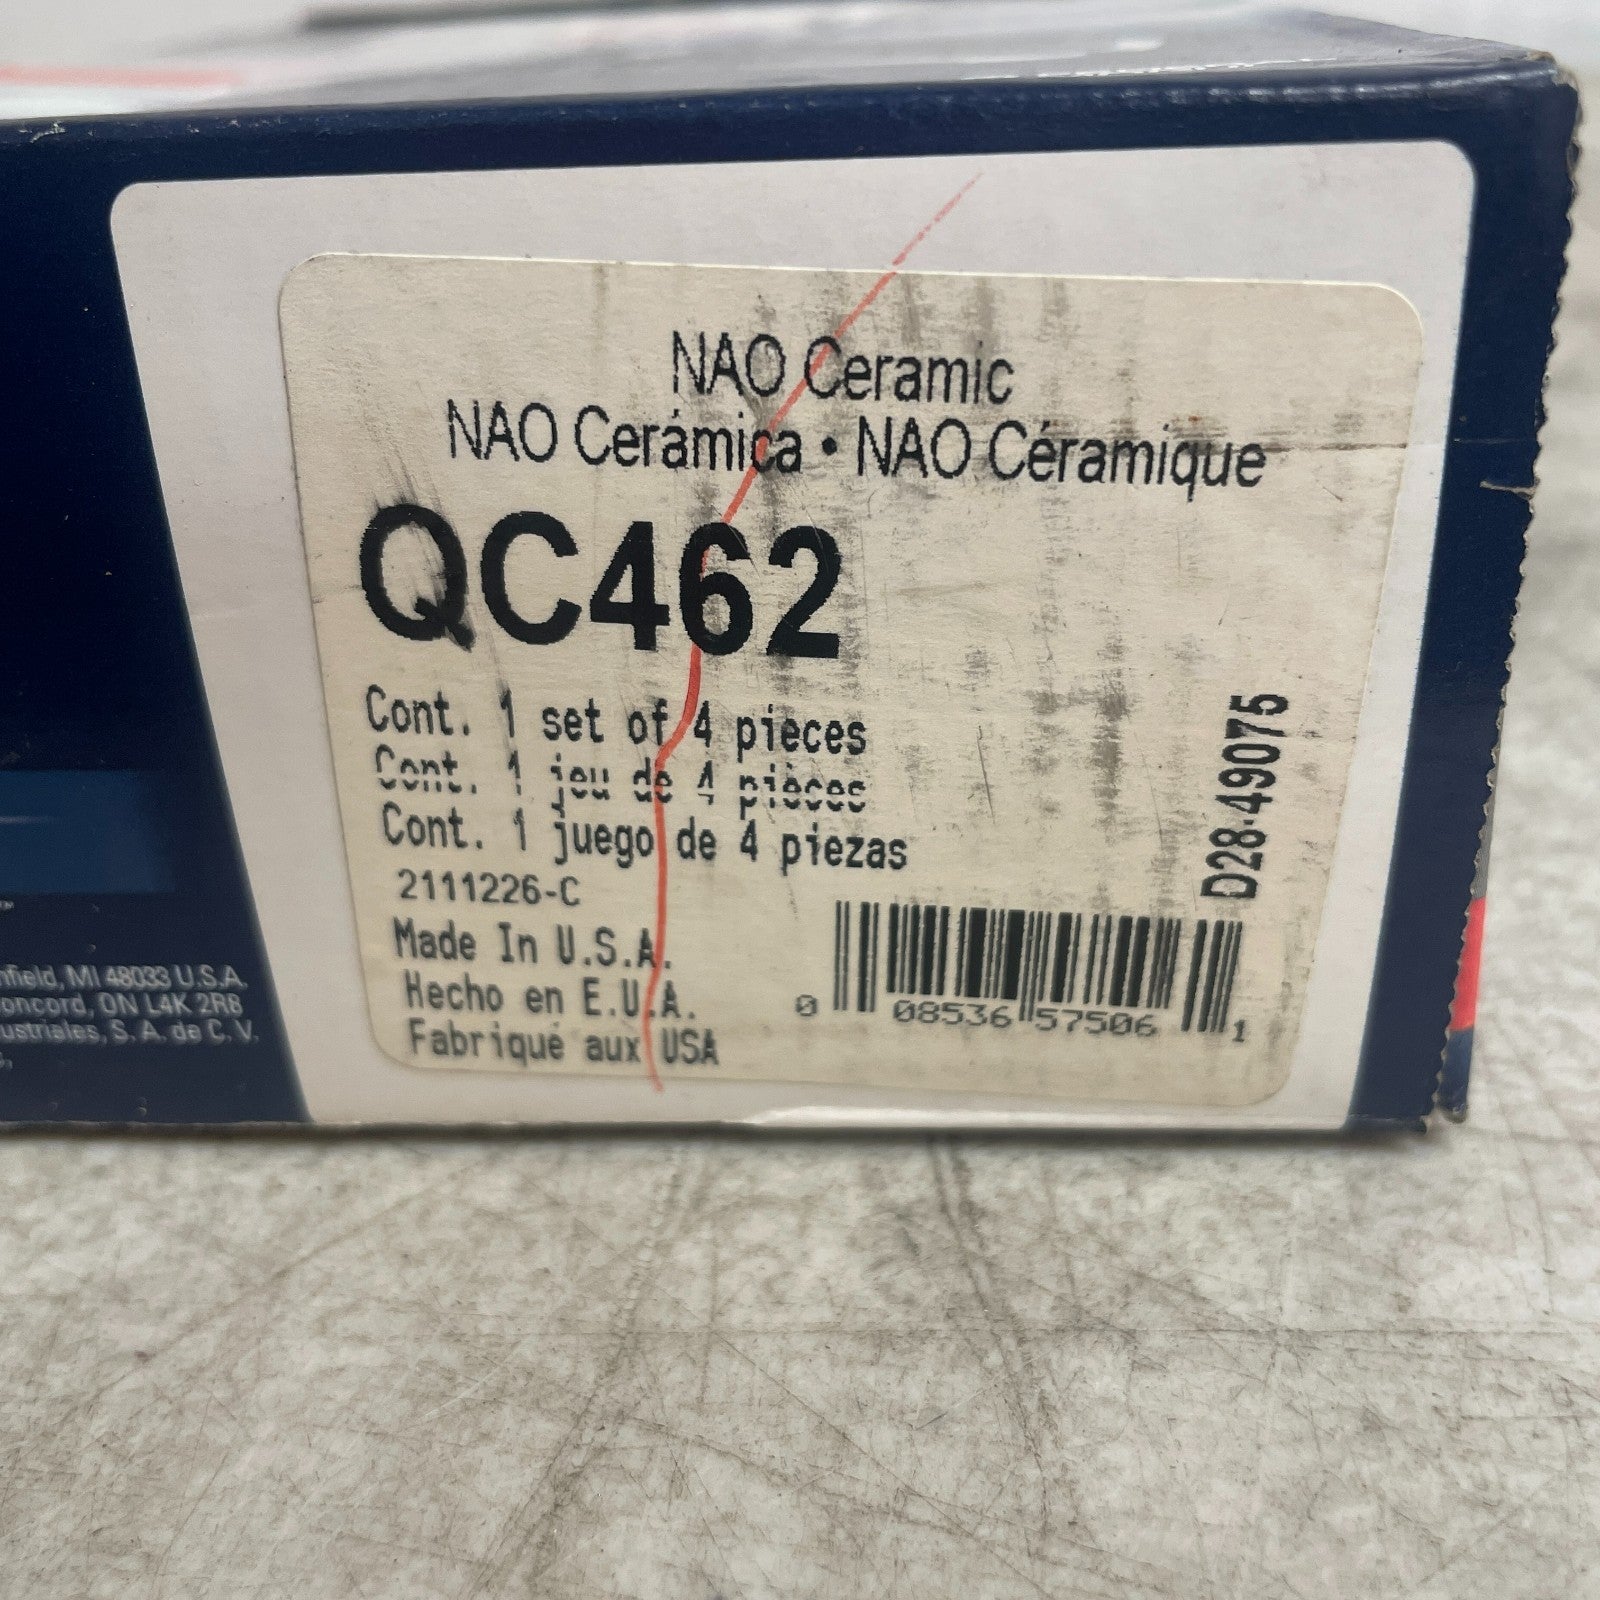 NAO Ceramic
NAO Cerámica • NAO Céramique
QC462
Cont. 1 set of 4 pieces
Cont. 1 jeu de 4 pièces
Cont. 1 juego de 4 piezas
2111226-C
Made In U.S.A.
Hecho en E.U.A.
Fabriqué aux USA
D28-49075
0 08536 57506 1
nfield, MI 48033 U.S.A.
oncord, ON L4K 2R8
ustriales, S.A. de C.V.